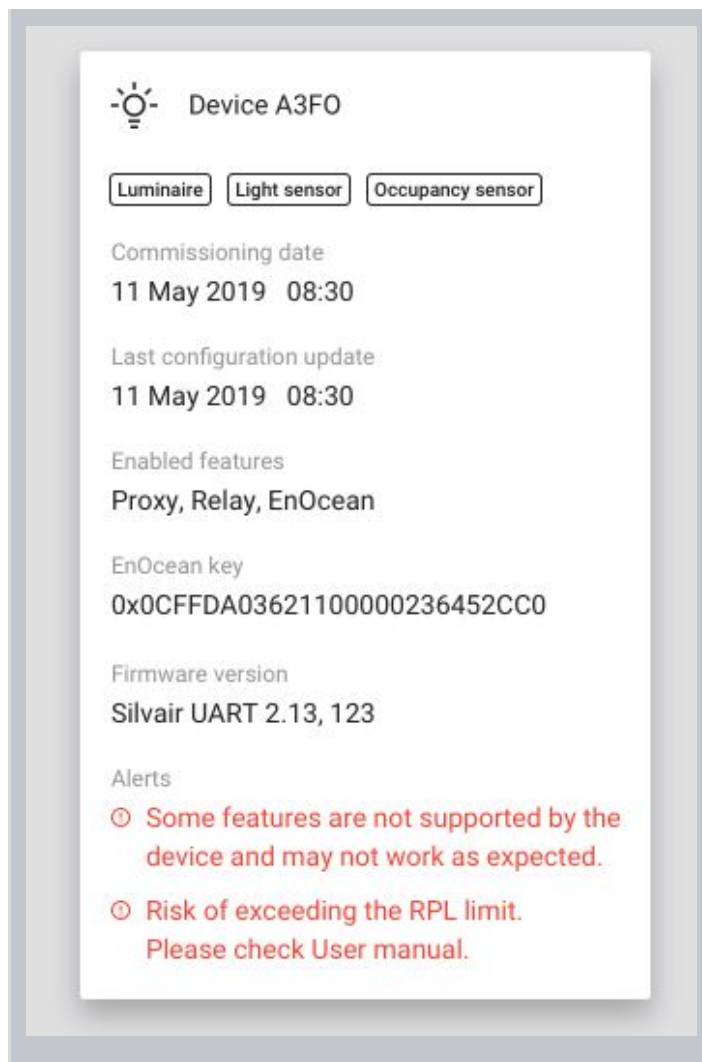 Device A3FO
Luminaire Light sensor Occupancy sensor
Commissioning date
11 May 2019 08:30
Last configuration update
11 May 2019 08:30
Enabled features
Proxy, Relay, EnOcean
EnOcean key
0x0CFFDA03621100000236452CC0
Firmware version
Silvair UART 2.13, 123
Alerts
Some features are not supported by the
device and may not work as expected.
Risk of exceeding the RPL limit.
Please check User manual.